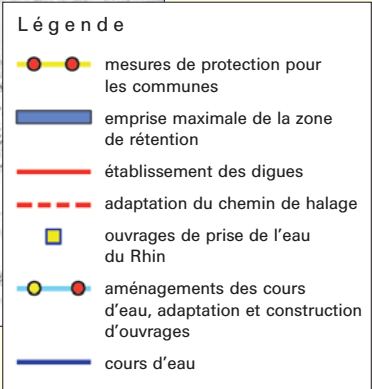 Légende
mesures de protection pour
les communes
emprise maximale de la zone
de rétention
établissement des digues
adaptation du chemin de halage
ouvrages de prise de l'eau
du Rhin
aménagements des cours
d'eau, adaptation et construction
d'ouvrages
cours d'eau